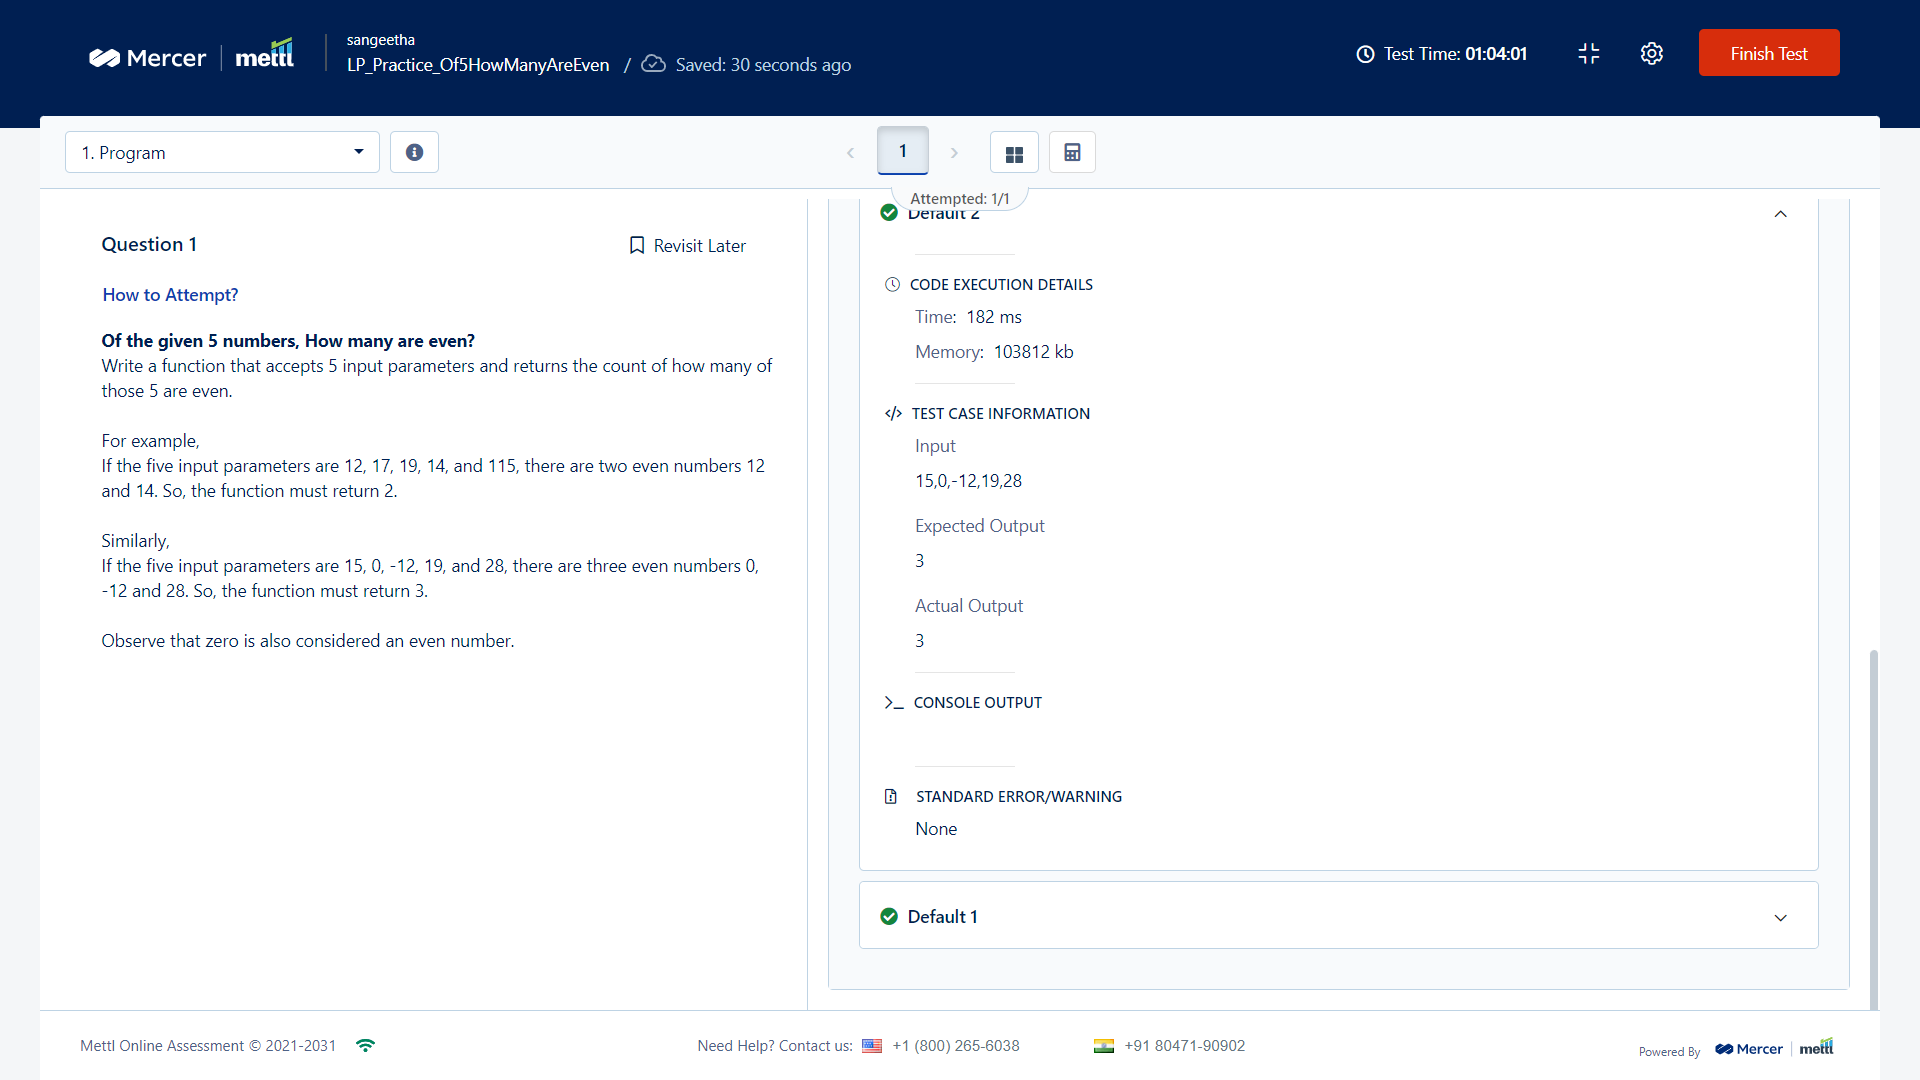 Mercer
mettl
sangeetha
LP_Practice_Of5HowManyAreEven / Saved: 30 seconds ago
Test Time: 01:04:01
Finish Test
1. Program
1
Attempted: 1/1
Question 1
Revisit Later
How to Attempt?
Of the given 5 numbers, How many are even?
Write a function that accepts 5 input parameters and returns the count of how many of
those 5 are even.
For example,
If the five input parameters are 12, 17, 19, 14, and 115, there are two even numbers 12
and 14. So, the function must return 2.
Similarly,
If the five input parameters are 15, 0, -12, 19, and 28, there are three even numbers 0,
-12 and 28. So, the function must return 3.
Observe that zero is also considered an even number.
Default 2
CODE EXECUTION DETAILS
Time: 182 ms
Memory: 103812 kb
TEST CASE INFORMATION
Input
15,0,-12,19,28
Expected Output
3
Actual Output
3
CONSOLE OUTPUT
STANDARD ERROR/WARNING
None
Default 1
Mettl Online Assessment © 2021-2031
Need Help? Contact us: +1 (800) 265-6038
+91 80471-90902
Powered By
Mercer
mettl